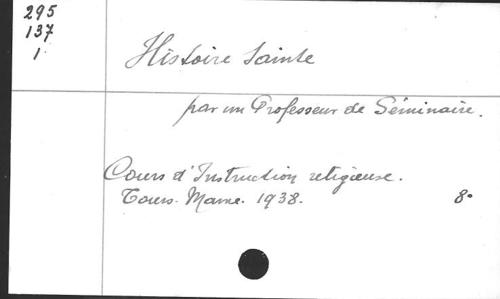 295
137
1
Histoire Sainte
par un Professeur de Séminaire.
Cours d'Instruction religieuse.
Tours. Mame. 1938. 8°